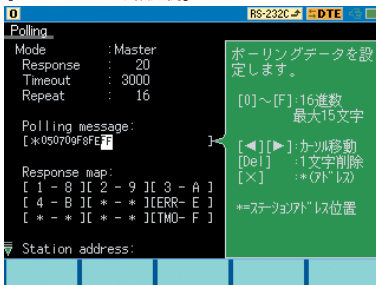 0 RS-232C DTE
Polling
Mode :Master
Response : 20
Timeout : 3000
Repeat : 16
Polling message:
[*050709F8FEFF ]
Response map:
[ 1 - 8 ][ 2 - 9 ][ 3 - A ]
[ 4 - B ][ * - * ][ERR- E ]
[ * - * ][ * - * ][TMO- F ]
Station address:
ポーリングデータを設
定します。
[0]～[F]:16進数
最大15文字
[◀][▶]:カーソル移動
[Del] :1文字削除
[×] :*(アドレス)
*=ステーションアドレス位置